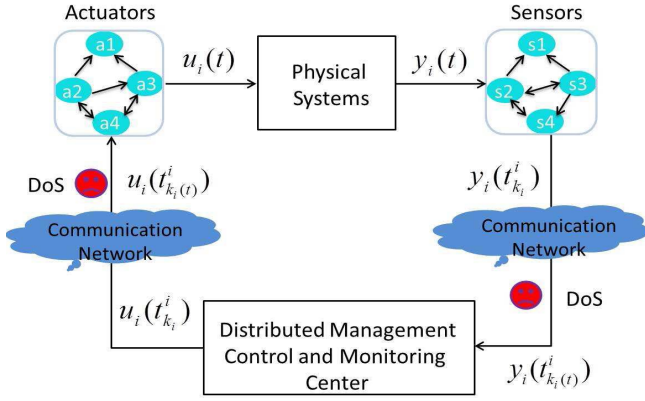 Actuators
Sensors
a1
a2
a3
a4
u_i(t)
Physical
Systems
y_i(t)
s1
s2
s3
s4
DoS
u_i(t^i_{k_i(t)})
y_i(t^i_{k_i})
Communication
Network
Communication
Network
DoS
u_i(t^i_{k_i})
Distributed Management
Control and Monitoring
Center
y_i(t^i_{k_i(t)})